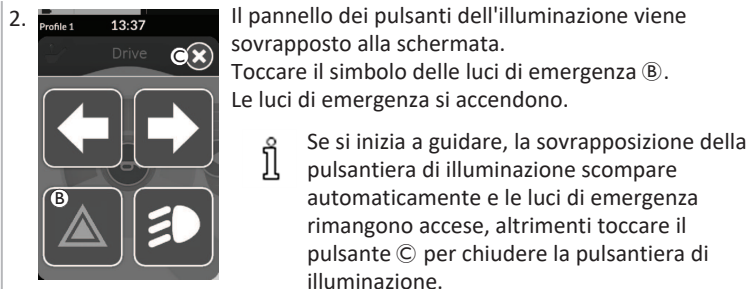 2.
Profile 1 13:37
Drive Ⓒ
Ⓑ
Il pannello dei pulsanti dell'illuminazione viene
sovrapposto alla schermata.
Toccare il simbolo delle luci di emergenza Ⓑ.
Le luci di emergenza si accendono.
Se si inizia a guidare, la sovrapposizione della
pulsantiera di illuminazione scompare
automaticamente e le luci di emergenza
rimangono accese, altrimenti toccare il
pulsante Ⓒ per chiudere la pulsantiera di
illuminazione.